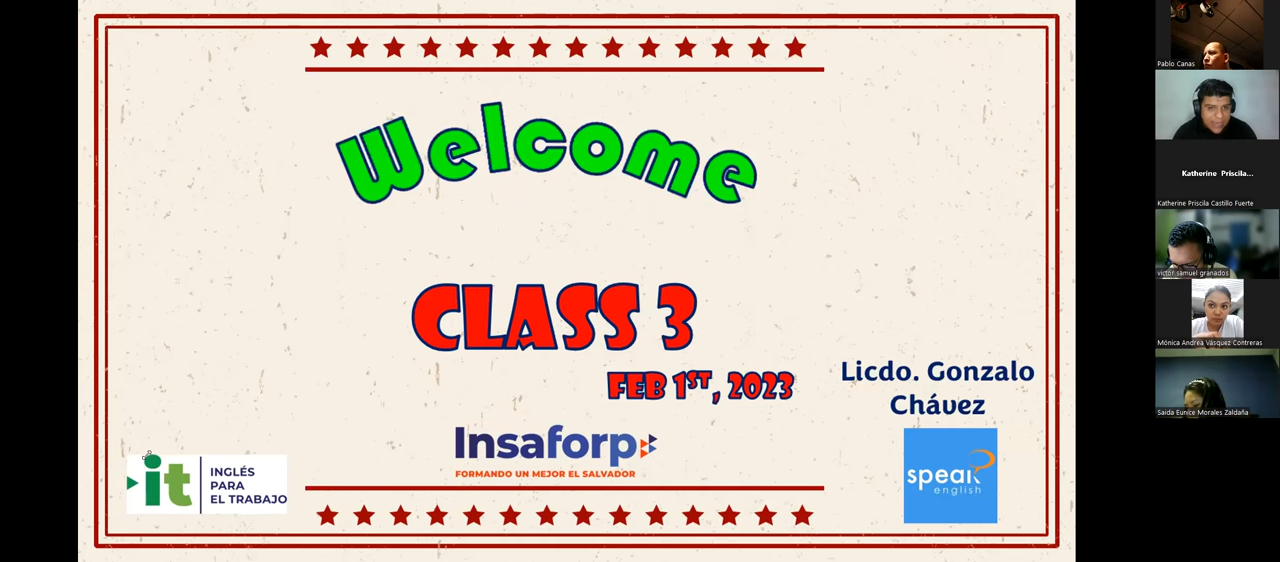 Welcome
CLASS 3
FEB 1ST, 2023
Licdo. Gonzalo
Chávez
Insaforp
FORMANDO UN MEJOR EL SALVADOR
it
INGLÉS
PARA
EL TRABAJO
speak
english
Pablo Canas
Katherine Priscila...
Katherine Priscila Castillo Fuerte
victor samuel granados
Mónica Andrea Vásquez Contreras
Saida Eunice Morales Zaldaña